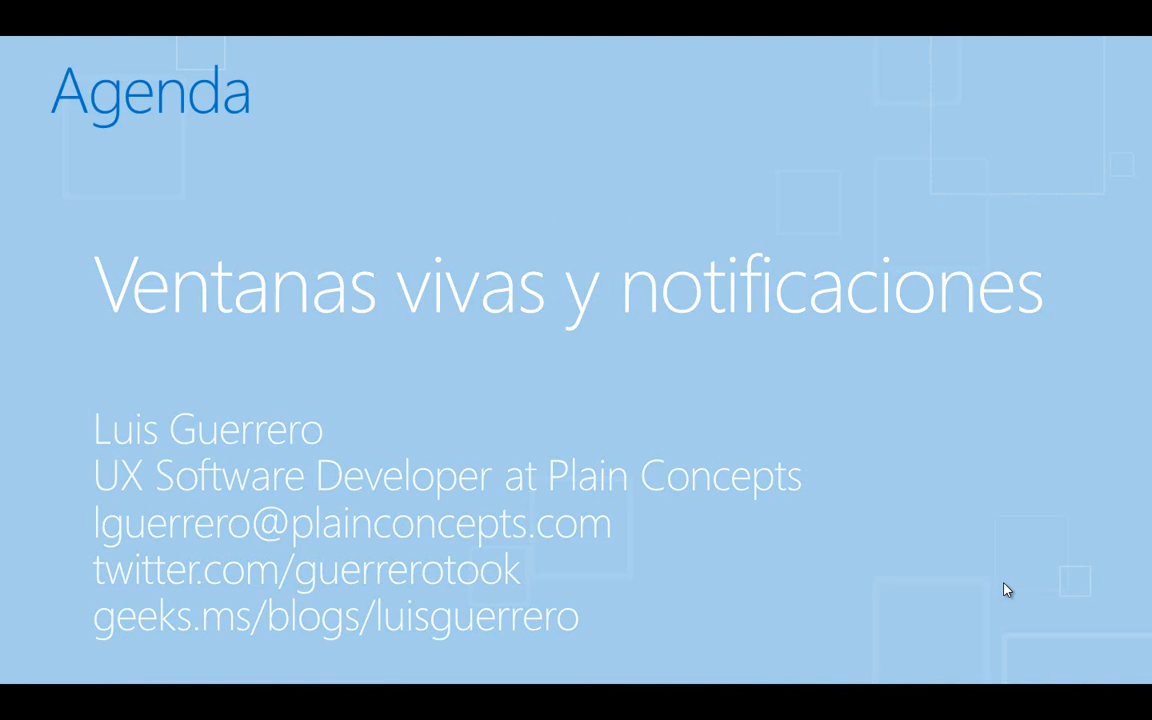 Agenda
Ventanas vivas y notificaciones
Luis Guerrero
UX Software Developer at Plain Concepts
lguerrero@plainconcepts.com
twitter.com/guerrerotook
geeks.ms/blogs/luisguerrero